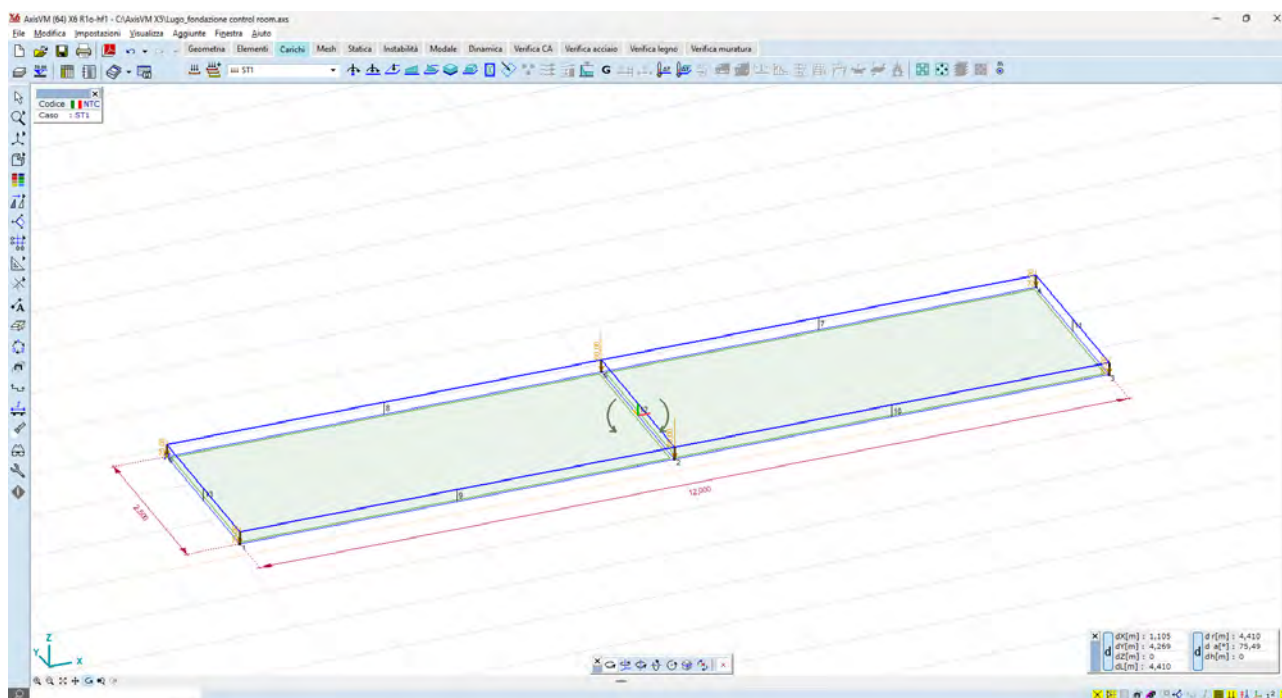 AxisVM (64) X6 R1o-hf1 - C:\AxisVM X5\Lugo_fondazione control room.axs
File Modifica Impostazioni Visualizza Aggiunte Finestra Aiuto
Geometria Elementi Carichi Mesh Statica Instabilità Modale Dinamica Verifica CA Verifica acciaio Verifica legno Verifica muratura
ST1
G
Codice NTC
Caso : ST1
7
8
2
3
9
1
12,000
2,500
Z
Y
X
dX[m] : 1,105
dY[m] : 4,269
dZ[m] : 0
dL[m] : 4,410
d
d r[m] : 4,410
d a[°] : 75,49
dh[m] : 0
d